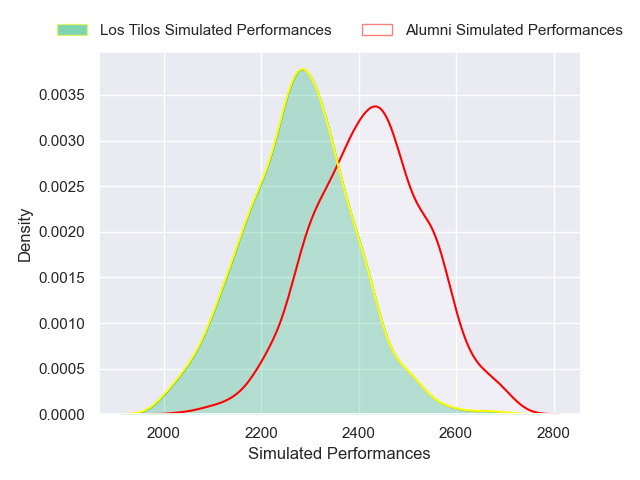 Los Tilos Simulated Performances
Alumni Simulated Performances
0.0035
0.0030
0.0025
0.0020
0.0015
0.0010
0.0005
0.0000
Density
2000 2200 2400 2600 2800
Simulated Performances